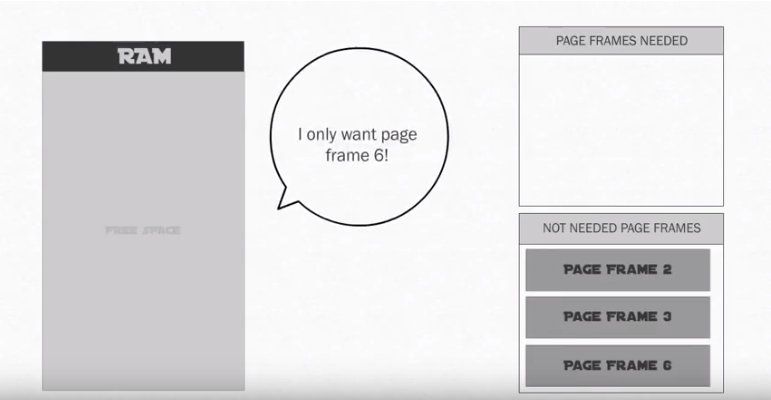 RAM
FREE SPACE
I only want page
frame 6!
PAGE FRAMES NEEDED
NOT NEEDED PAGE FRAMES
PAGE FRAME 2
PAGE FRAME 3
PAGE FRAME 6